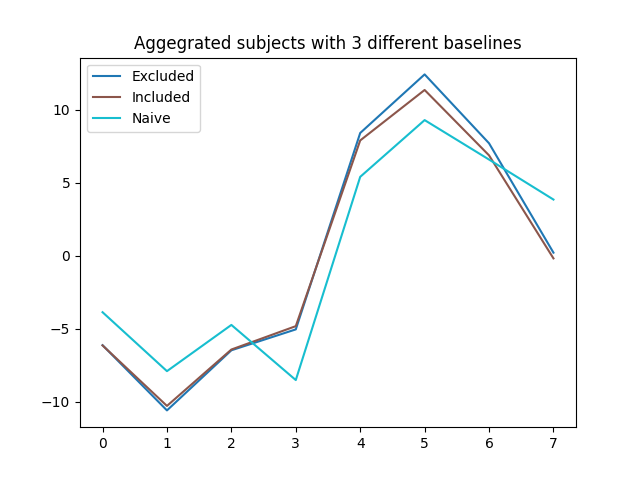 Aggegrated subjects with 3 different baselines
Excluded
Included
Naive
10
5
0
−5
−10
0 1 2 3 4 5 6 7